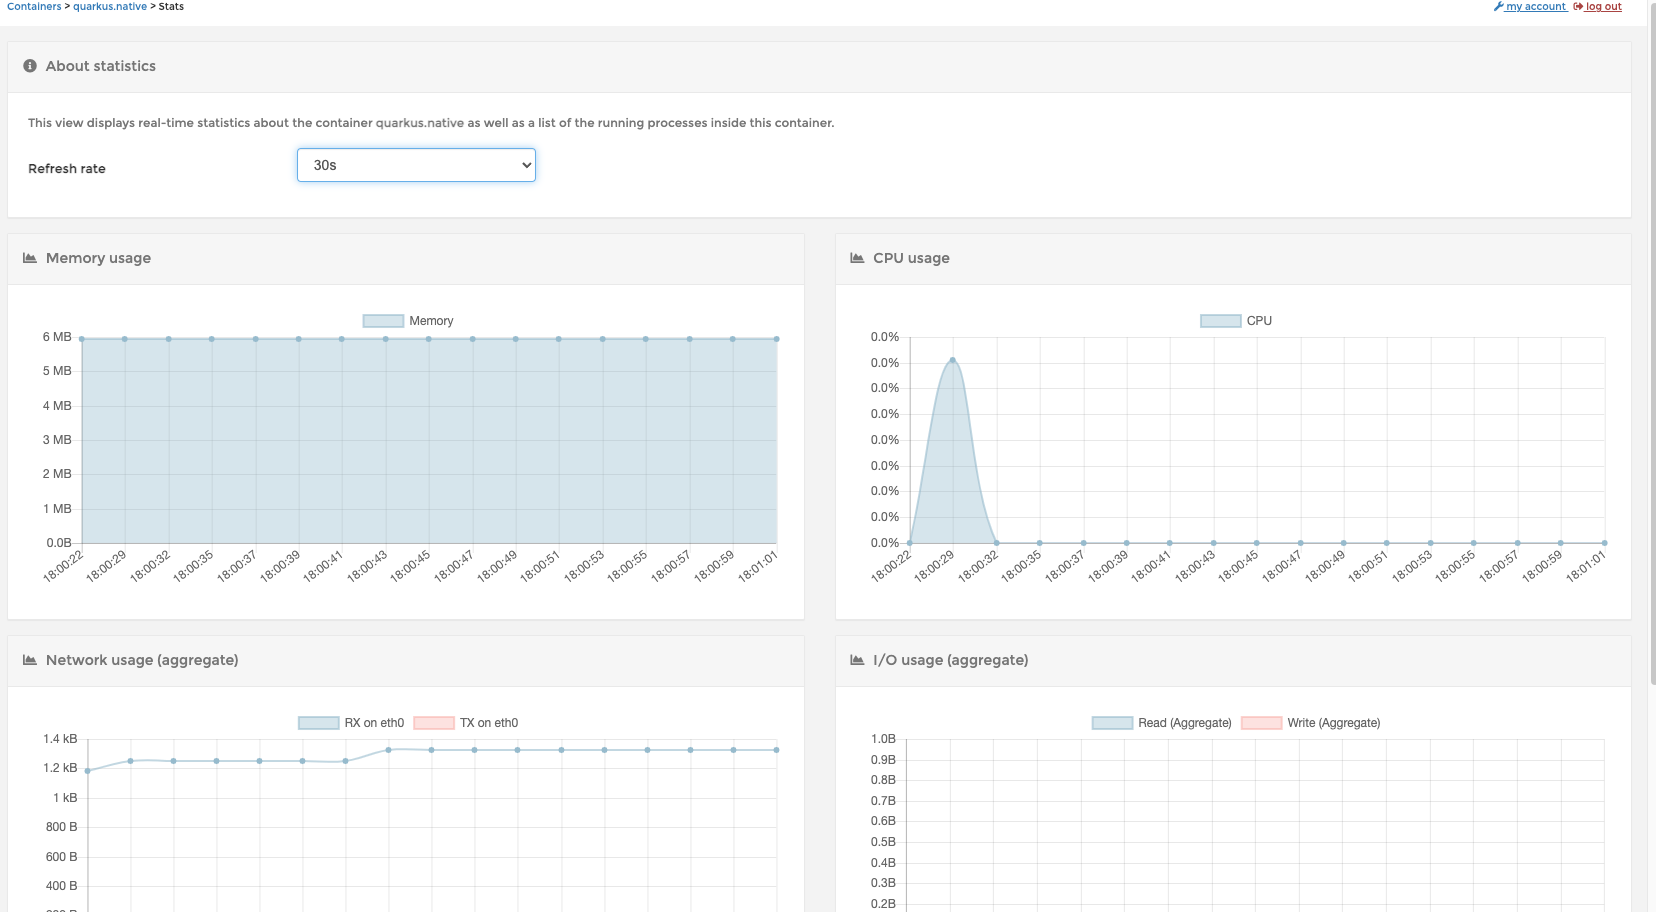 Containers > quarkus.native > Stats
my account log out
About statistics
This view displays real-time statistics about the container quarkus.native as well as a list of the running processes inside this container.
Refresh rate
30s
Memory usage
Memory
6 MB
5 MB
4 MB
3 MB
2 MB
1 MB
0.0B
18:00:22 18:00:29 18:00:32 18:00:35 18:00:37 18:00:39 18:00:41 18:00:43 18:00:45 18:00:47 18:00:49 18:00:51 18:00:53 18:00:55 18:00:57 18:00:59 18:01:01
CPU usage
CPU
0.0%
0.0%
0.0%
0.0%
0.0%
0.0%
0.0%
0.0%
0.0%
18:00:22 18:00:29 18:00:32 18:00:35 18:00:37 18:00:39 18:00:41 18:00:43 18:00:45 18:00:47 18:00:49 18:00:51 18:00:53 18:00:55 18:00:57 18:00:59 18:01:01
Network usage (aggregate)
RX on eth0 TX on eth0
1.4 kB
1.2 kB
1 kB
800 B
600 B
400 B
I/O usage (aggregate)
Read (Aggregate) Write (Aggregate)
1.0B
0.9B
0.8B
0.7B
0.6B
0.5B
0.4B
0.3B
0.2B